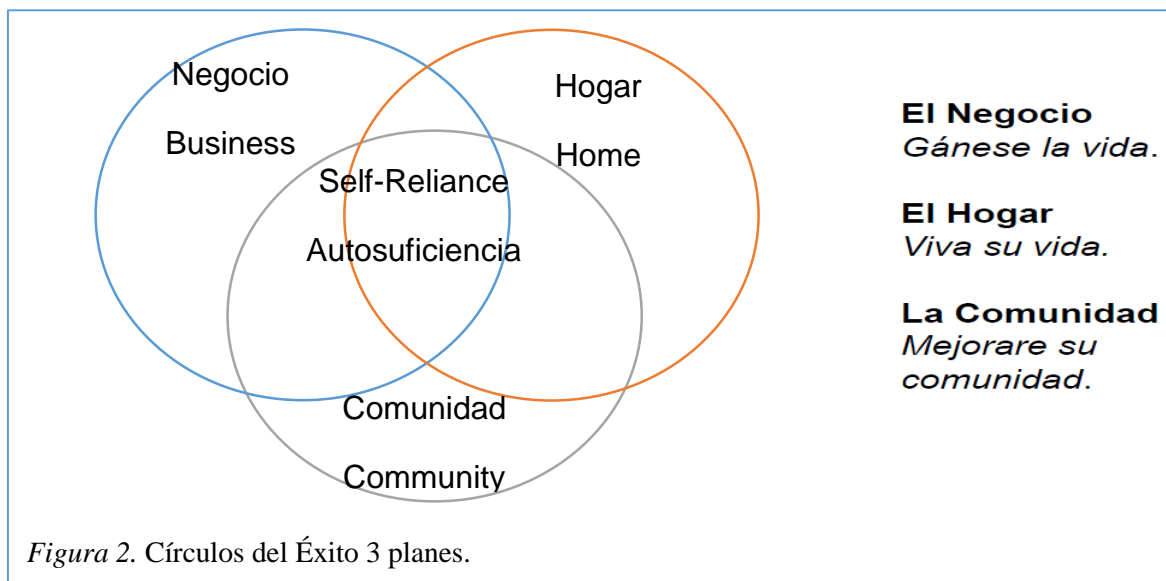 Negocio
Business
Hogar
Home
Self-Reliance
Autosuficiencia
Comunidad
Community
El Negocio
Gánese la vida.
El Hogar
Viva su vida.
La Comunidad
Mejorare su
comunidad.
Figura 2. Círculos del Éxito 3 planes.